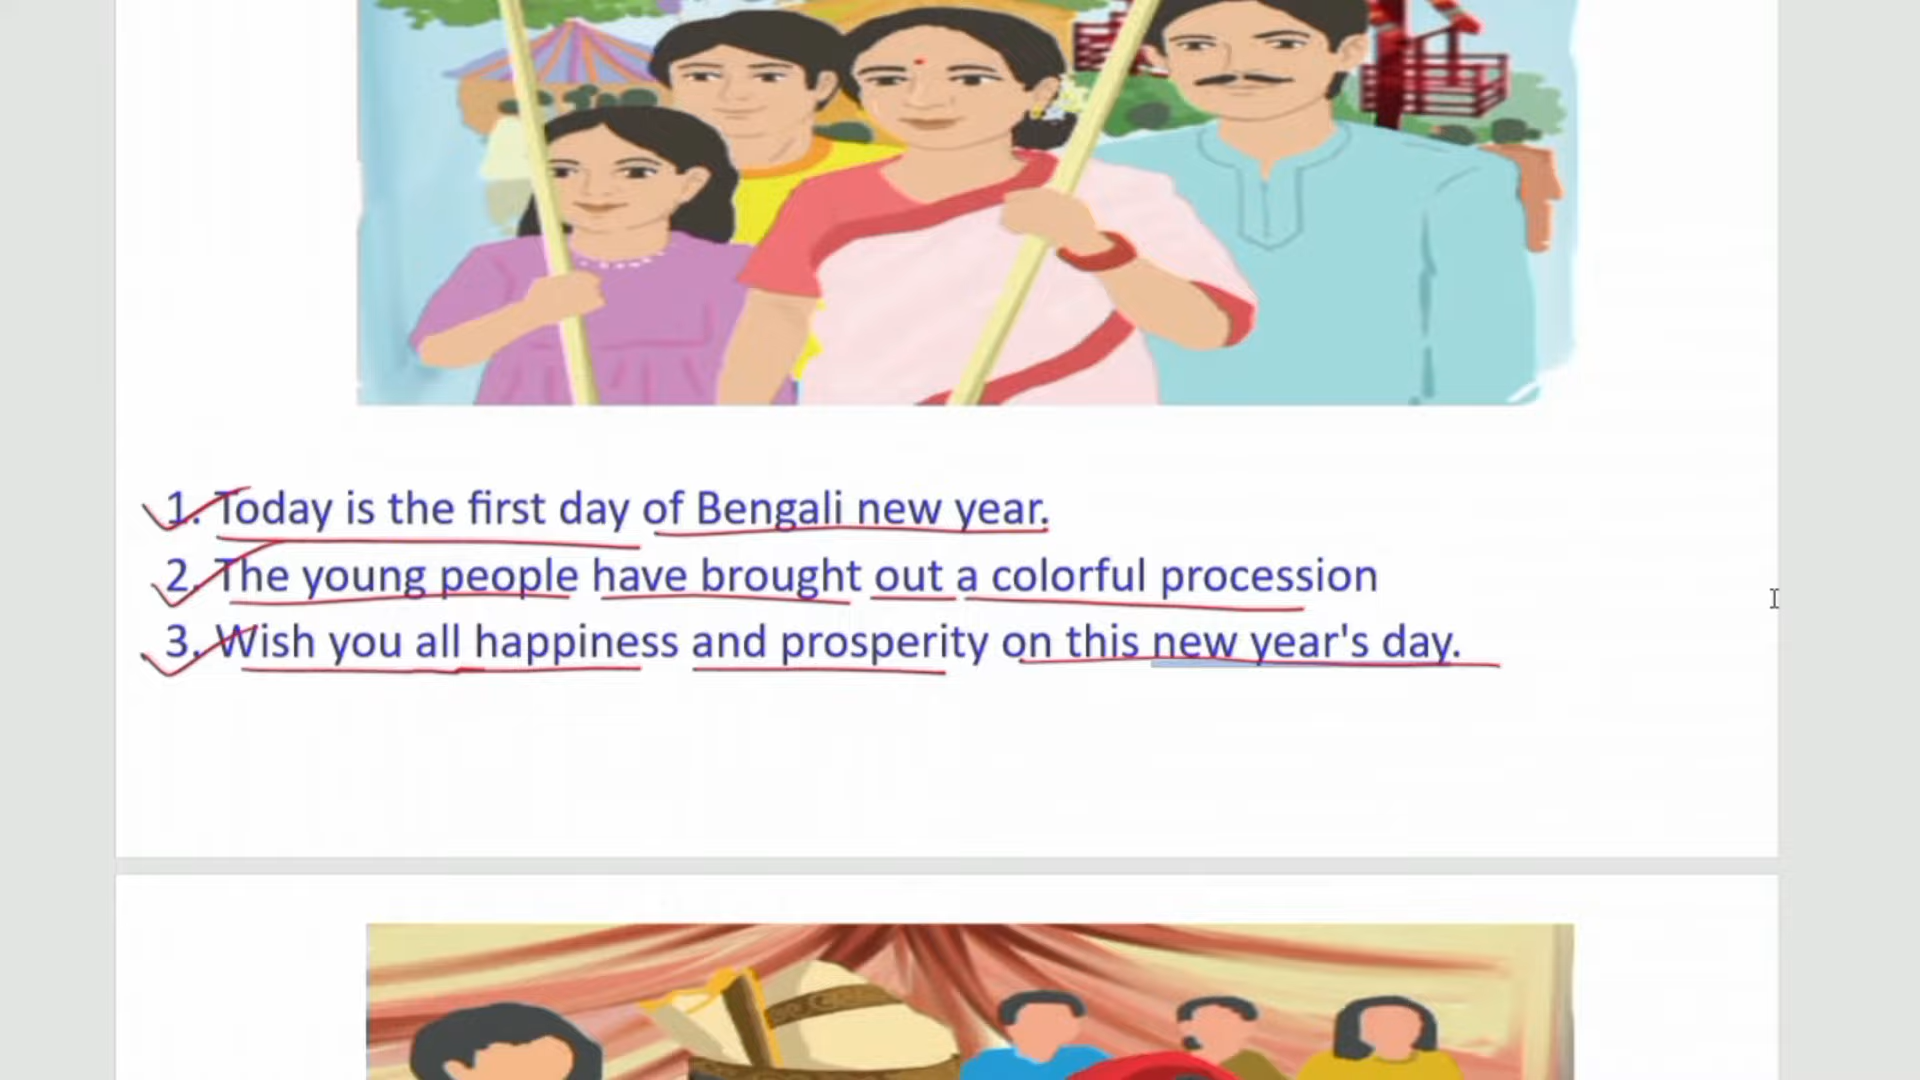 1. Today is the first day of Bengali new year.
2. The young people have brought out a colorful procession
3. Wish you all happiness and prosperity on this new year's day.